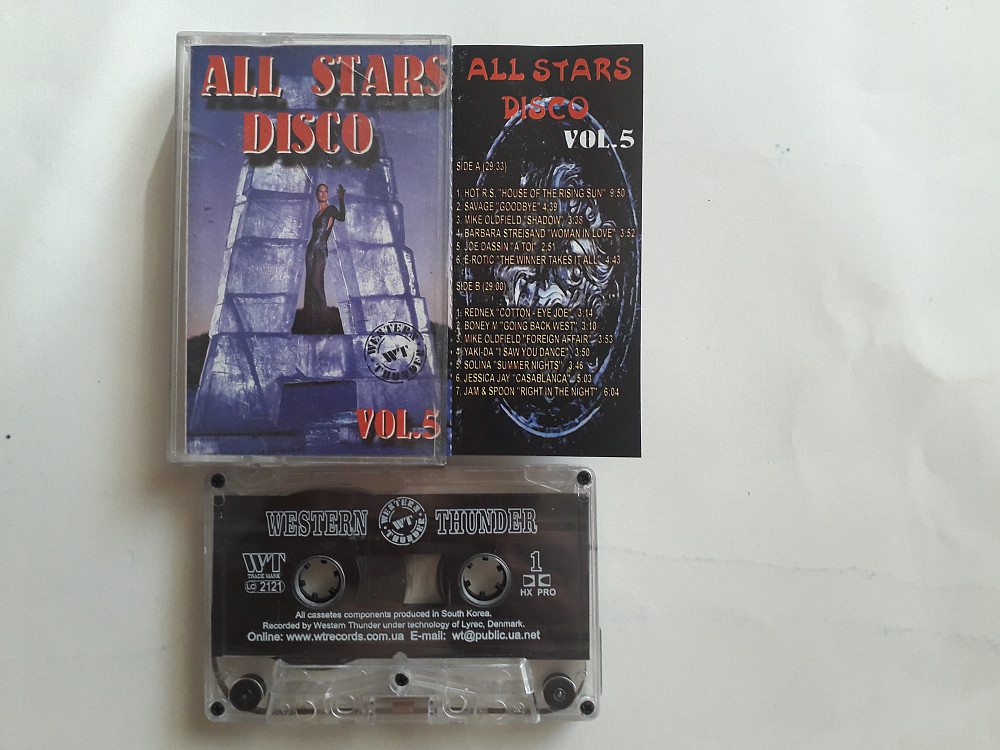 ALL STARS
DISCO
WESTERN THUNDER
WT
VOL.5
ALL STARS
DISCO
VOL.5
SIDE A (29:33)
1. HOT R.S. "HOUSE OF THE RISING SUN" 9:50
2. SAVAGE "GOODBYE" 4:39
3. MIKE OLDFIELD "SHADOW" 3:38
4. BARBARA STREISAND "WOMAN IN LOVE" 3:52
5. JOE DASSIN "A TOI" 2:51
6. E-ROTIC "THE WINNER TAKES IT ALL" 4:43
SIDE B (29:00)
1. REDNEX "COTTON - EYE JOE" 3:14
2. BONEY M "GOING BACK WEST" 3:10
3. MIKE OLDFIELD "FOREIGN AFFAIR" 3:53
4. YAKI-DA "I SAW YOU DANCE" 3:50
5. SOLINA "SUMMER NIGHTS" 3:46
6. JESSICA JAY "CASABLANCA" 5:03
7. JAM & SPOON "RIGHT IN THE NIGHT" 6:04
WESTERN THUNDER
WESTERN WT THUNDER
WT
TRADE MARK
LC 2121
1
HX PRO
All cassetes components produced in South Korea.
Recorded by Western Thunder under technology of Lyrec, Denmark.
Online: www.wtrecords.com.ua E-mail: wt@public.ua.net